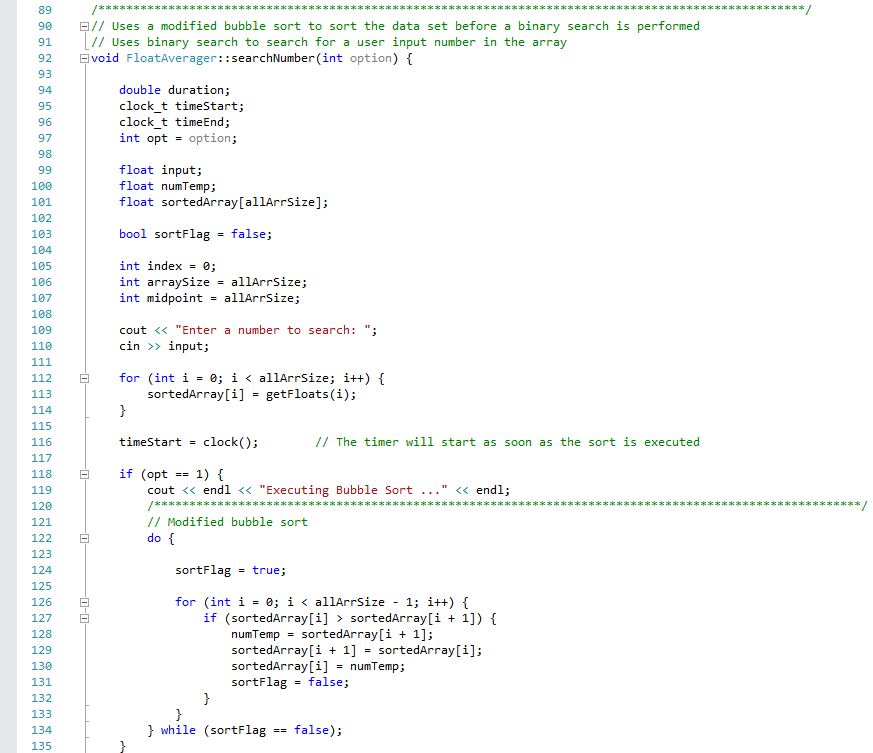 89 /*****************************************************************************************************/
90 // Uses a modified bubble sort to sort the data set before a binary search is performed
91 // Uses binary search to search for a user input number in the array
92 void FloatAverager::searchNumber(int option) {
93
94     double duration;
95     clock_t timeStart;
96     clock_t timeEnd;
97     int opt = option;
98
99     float input;
100     float numTemp;
101     float sortedArray[allArrSize];
102
103     bool sortFlag = false;
104
105     int index = 0;
106     int arraySize = allArrSize;
107     int midpoint = allArrSize;
108
109     cout << "Enter a number to search: ";
110     cin >> input;
111
112     for (int i = 0; i < allArrSize; i++) {
113         sortedArray[i] = getFloats(i);
114     }
115
116     timeStart = clock();        // The timer will start as soon as the sort is executed
117
118     if (opt == 1) {
119         cout << endl << "Executing Bubble Sort ..." << endl;
120         /*****************************************************************************************************/
121         // Modified bubble sort
122         do {
123
124             sortFlag = true;
125
126             for (int i = 0; i < allArrSize - 1; i++) {
127                 if (sortedArray[i] > sortedArray[i + 1]) {
128                     numTemp = sortedArray[i + 1];
129                     sortedArray[i + 1] = sortedArray[i];
130                     sortedArray[i] = numTemp;
131                     sortFlag = false;
132                 }
133             }
134         } while (sortFlag == false);
135     }